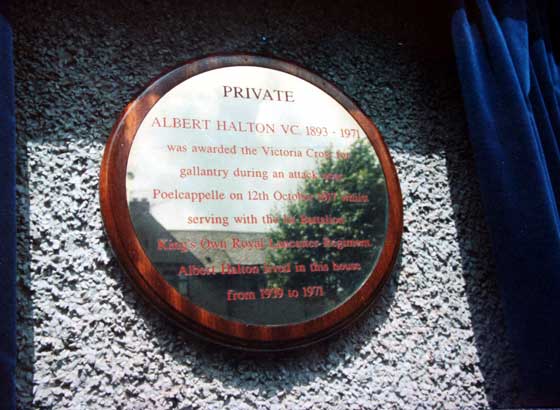 PRIVATE
ALBERT HALTON VC. 1893 - 1971
was awarded the Victoria Cross for
gallantry during an attack near
Poelcappelle on 12th October 1917 whilst
serving with the 1st Battalion
King's Own Royal Lancaster Regiment.
Albert Halton lived in this house
from 1939 to 1971